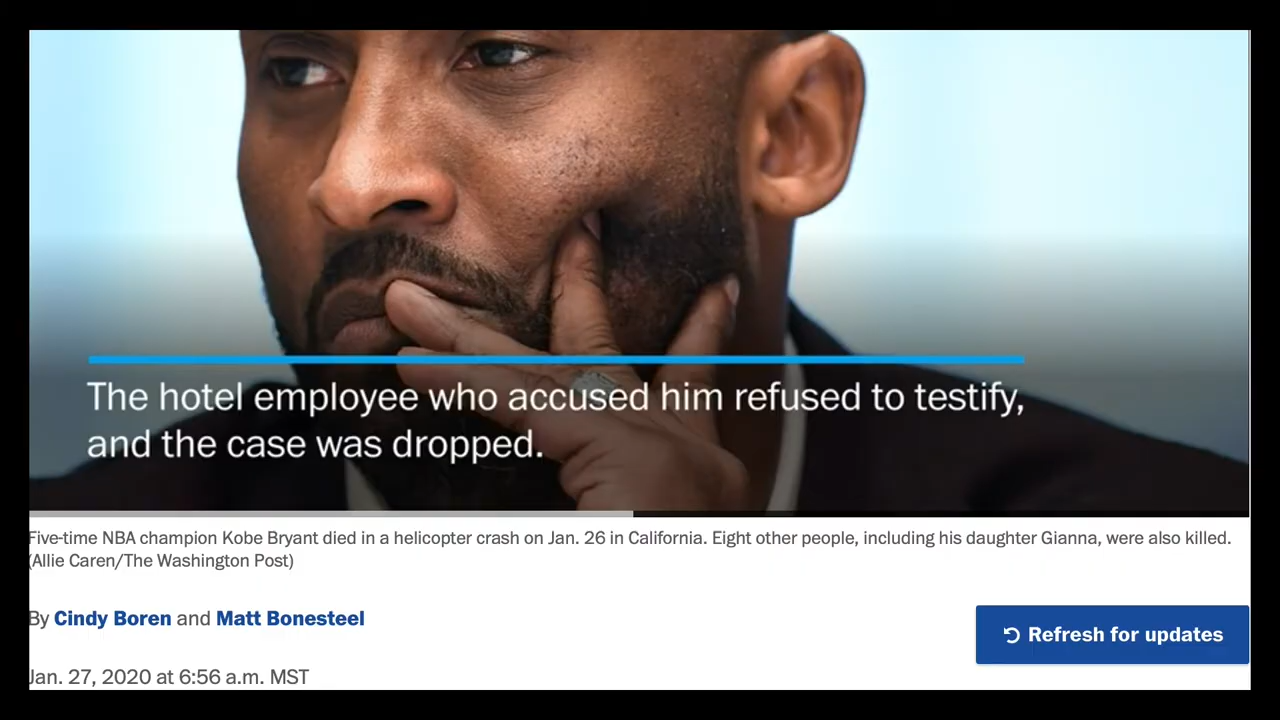 The hotel employee who accused him refused to testify,
and the case was dropped.
Five-time NBA champion Kobe Bryant died in a helicopter crash on Jan. 26 in California. Eight other people, including his daughter Gianna, were also killed.
(Allie Caren/The Washington Post)
By Cindy Boren and Matt Bonesteel
Refresh for updates
Jan. 27, 2020 at 6:56 a.m. MST